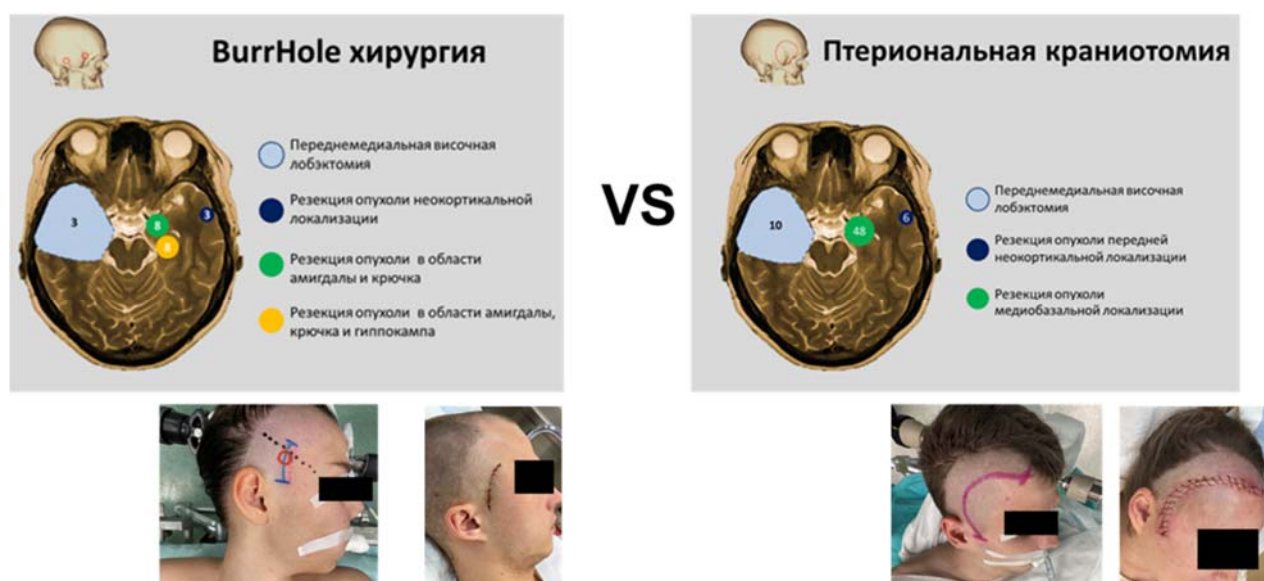 BurrHole хирургия
3
3
8
8
Переднемедиальная височная
лобэктомия
Резекция опухоли неокортикальной
локализации
Резекция опухоли в области
амигдалы и крючка
Резекция опухоли в области амигдалы,
крючка и гиппокампа
VS
Птериональная краниотомия
10
6
48
Переднемедиальная височная
лобэктомия
Резекция опухоли передней
неокортикальной локализации
Резекция опухоли
медиобазальной локализации